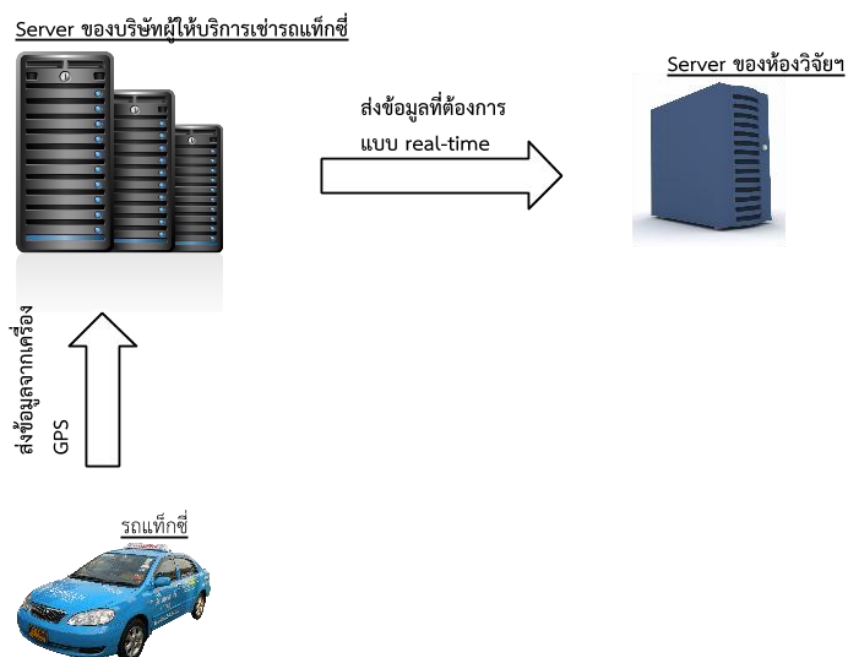 Server ของบริษัทผู้ให้บริการเช่ารถแท็กซี่
Server ของห้องวิจัยฯ
ส่งข้อมูลที่ต้องการ
แบบ real-time
ส่งข้อมูลจากเครื่อง
GPS
รถแท็กซี่